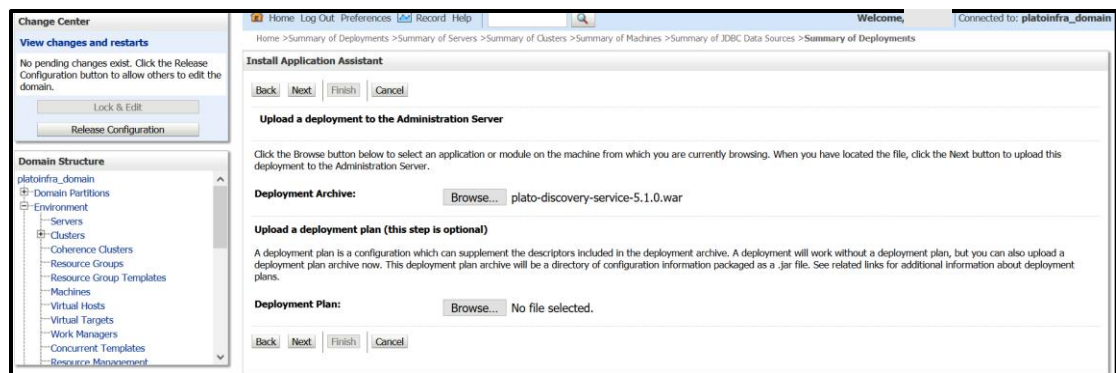 Change Center
View changes and restarts
No pending changes exist. Click the Release
Configuration button to allow others to edit the
domain.
Lock & Edit
Release Configuration
Domain Structure
platoinfra_domain
Domain Partitions
Environment
Servers
Clusters
Coherence Clusters
Resource Groups
Resource Group Templates
Machines
Virtual Hosts
Virtual Targets
Work Managers
Concurrent Templates
Resource Management
Home Log Out Preferences Record Help
Welcome,
Connected to: platoinfra_domain
Home >Summary of Deployments >Summary of Servers >Summary of Clusters >Summary of Machines >Summary of JDBC Data Sources >Summary of Deployments
Install Application Assistant
Back Next Finish Cancel
Upload a deployment to the Administration Server
Click the Browse button below to select an application or module on the machine from which you are currently browsing. When you have located the file, click the Next button to upload this
deployment to the Administration Server.
Deployment Archive: Browse... plato-discovery-service-5.1.0.war
Upload a deployment plan (this step is optional)
A deployment plan is a configuration which can supplement the descriptors included in the deployment archive. A deployment will work without a deployment plan, but you can also upload a
deployment plan archive now. This deployment plan archive will be a directory of configuration information packaged as a .jar file. See related links for additional information about deployment
plans.
Deployment Plan: Browse... No file selected.
Back Next Finish Cancel